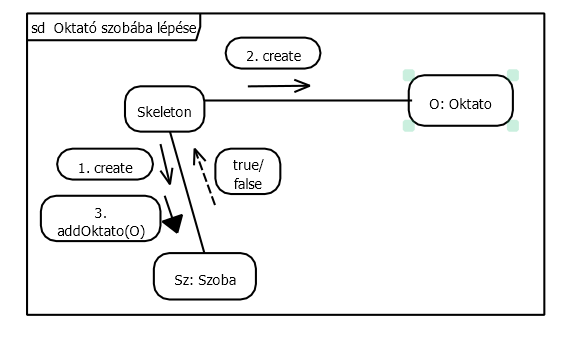 sd Oktató szobába lépése
2. create
Skeleton
O: Oktato
1. create
true/
false
3.
addOktato(O)
Sz: Szoba